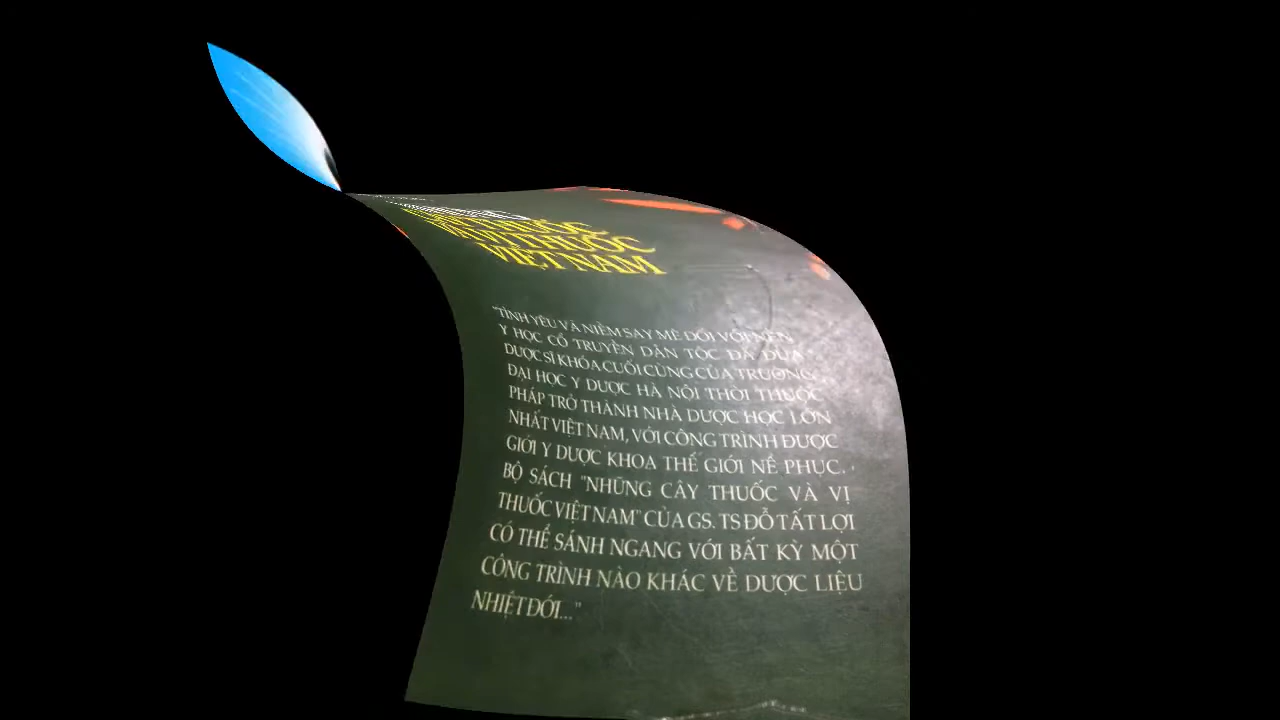 THUỐC
VÀ VỊ THUỐC
VIỆT NAM
"TÌNH YÊU VÀ NIỀM SAY MÊ ĐỐI VỚI NỀN
Y HỌC CỔ TRUYỀN DÂN TỘC ĐÃ ĐƯA
DƯỢC SĨ KHÓA CUỐI CÙNG CỦA TRƯỜNG
ĐẠI HỌC Y DƯỢC HÀ NỘI THỜI THUỘC
PHÁP TRỞ THÀNH NHÀ DƯỢC HỌC LỚN
NHẤT VIỆT NAM, VỚI CÔNG TRÌNH ĐƯỢC
GIỚI Y DƯỢC KHOA THẾ GIỚI NỂ PHỤC.
BỘ SÁCH "NHỮNG CÂY THUỐC VÀ VỊ
THUỐC VIỆT NAM" CỦA GS. TS ĐỖ TẤT LỢI
CÓ THỂ SÁNH NGANG VỚI BẤT KỲ MỘT
CÔNG TRÌNH NÀO KHÁC VỀ DƯỢC LIỆU
NHIỆT ĐỚI..."